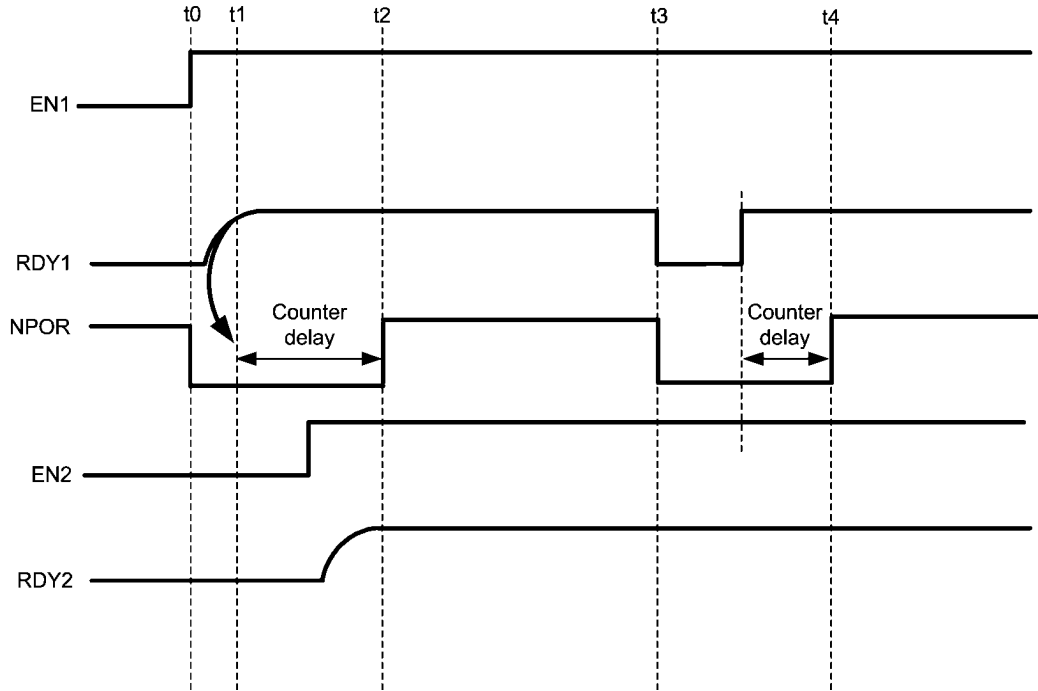 t0
t1
t2
t3
t4
EN1
RDY1
NPOR
Counter
delay
Counter
delay
EN2
RDY2